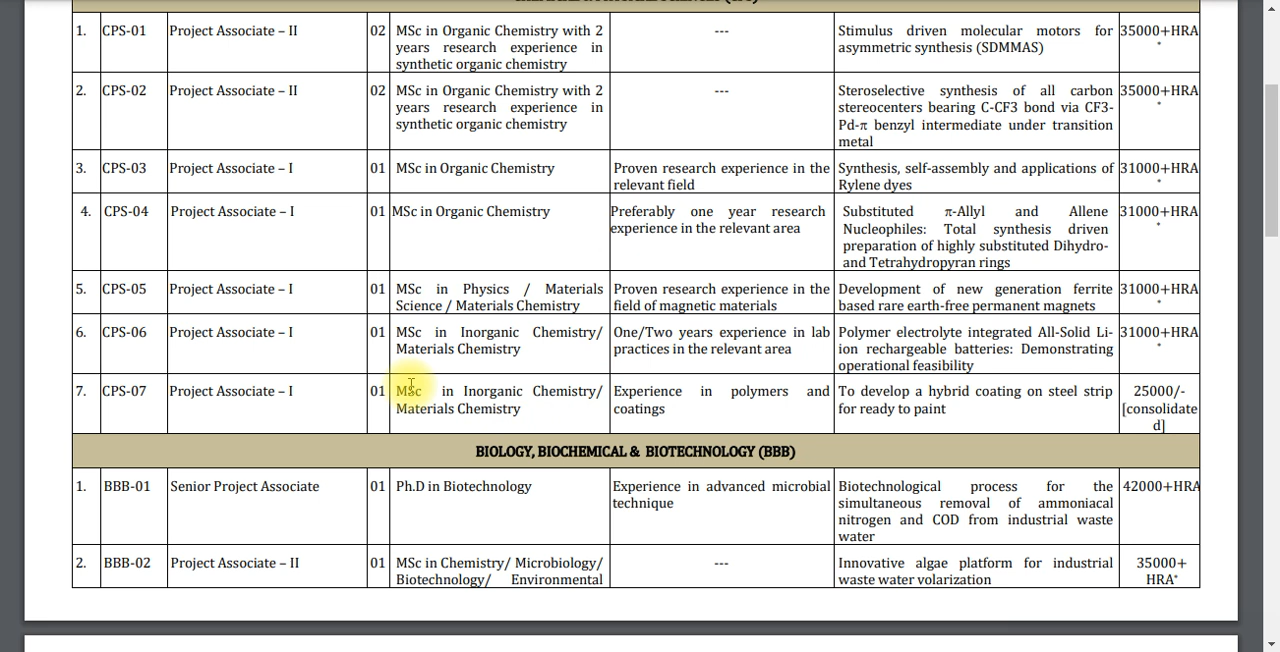 1. CPS-01 Project Associate – II 02 MSc in Organic Chemistry with 2 --- Stimulus driven molecular motors for 35000+HRA
years research experience in asymmetric synthesis (SDMMAS) *
synthetic organic chemistry
2. CPS-02 Project Associate – II 02 MSc in Organic Chemistry with 2 --- Steroselective synthesis of all carbon 35000+HRA
years research experience in stereocenters bearing C-CF3 bond via CF3- *
synthetic organic chemistry Pd-π benzyl intermediate under transition
metal
3. CPS-03 Project Associate – I 01 MSc in Organic Chemistry Proven research experience in the Synthesis, self-assembly and applications of 31000+HRA
relevant field Rylene dyes *
4. CPS-04 Project Associate – I 01 MSc in Organic Chemistry Preferably one year research Substituted π-Allyl and Allene 31000+HRA
experience in the relevant area Nucleophiles: Total synthesis driven *
preparation of highly substituted Dihydro-
and Tetrahydropyran rings
5. CPS-05 Project Associate – I 01 MSc in Physics / Materials Proven research experience in the Development of new generation ferrite 31000+HRA
Science / Materials Chemistry field of magnetic materials based rare earth-free permanent magnets *
6. CPS-06 Project Associate – I 01 MSc in Inorganic Chemistry/ One/Two years experience in lab Polymer electrolyte integrated All-Solid Li- 31000+HRA
Materials Chemistry practices in the relevant area ion rechargeable batteries: Demonstrating *
operational feasibility
7. CPS-07 Project Associate – I 01 MSc in Inorganic Chemistry/ Experience in polymers and To develop a hybrid coating on steel strip 25000/-
Materials Chemistry coatings for ready to paint [consolidate
d]
BIOLOGY, BIOCHEMICAL & BIOTECHNOLOGY (BBB)
1. BBB-01 Senior Project Associate 01 Ph.D in Biotechnology Experience in advanced microbial Biotechnological process for the 42000+HRA
technique simultaneous removal of ammoniacal
nitrogen and COD from industrial waste
water
2. BBB-02 Project Associate – II 01 MSc in Chemistry/ Microbiology/ --- Innovative algae platform for industrial 35000+
Biotechnology/ Environmental waste water volarization HRA*